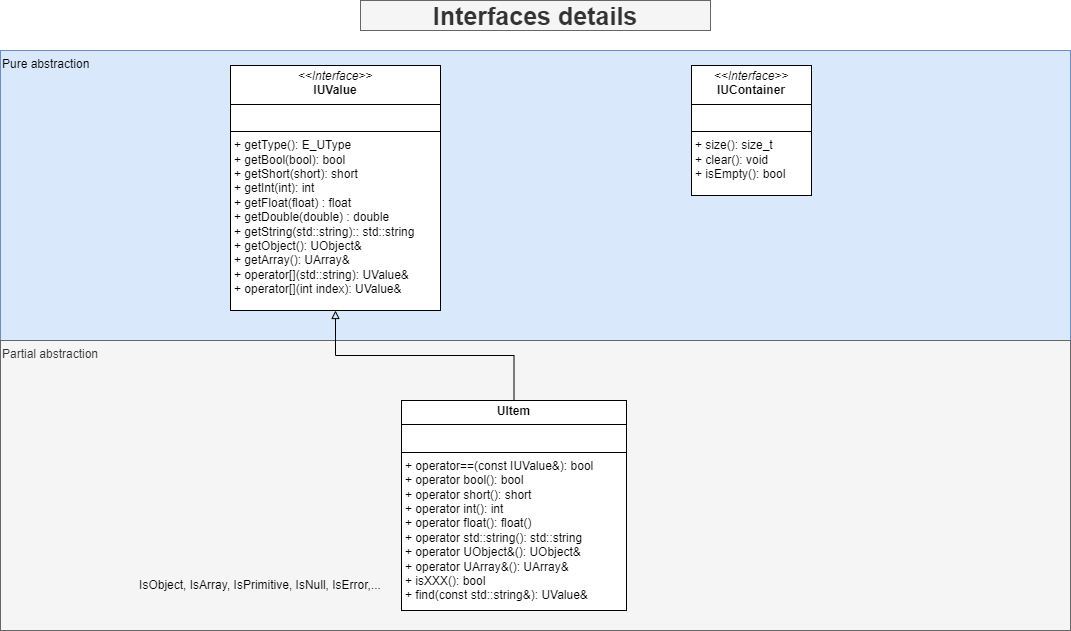 Interfaces details
Pure abstraction
<<Interface>>
IUValue
+ getType(): E_UType
+ getBool(bool): bool
+ getShort(short): short
+ getInt(int): int
+ getFloat(float) : float
+ getDouble(double) : double
+ getString(std::string):: std::string
+ getObject(): UObject&
+ getArray(): UArray&
+ operator[](std::string): UValue&
+ operator[](int index): UValue&
<<Interface>>
IUContainer
+ size(): size_t
+ clear(): void
+ isEmpty(): bool
Partial abstraction
UItem
+ operator==(const IUValue&): bool
+ operator bool(): bool
+ operator short(): short
+ operator int(): int
+ operator float(): float()
+ operator std::string(): std::string
+ operator UObject&(): UObject&
+ operator UArray&(): UArray&
+ isXXX(): bool
+ find(const std::string&): UValue&
IsObject, IsArray, IsPrimitive, IsNull, IsError,...